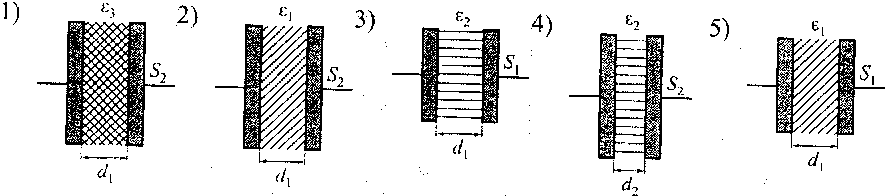 1) ε₃ S₂ d₁
2) ε₁ S₂ d₁
3) ε₂ S₁ d₁
4) ε₂ S₂ d₂
5) ε₁ S₁ d₁